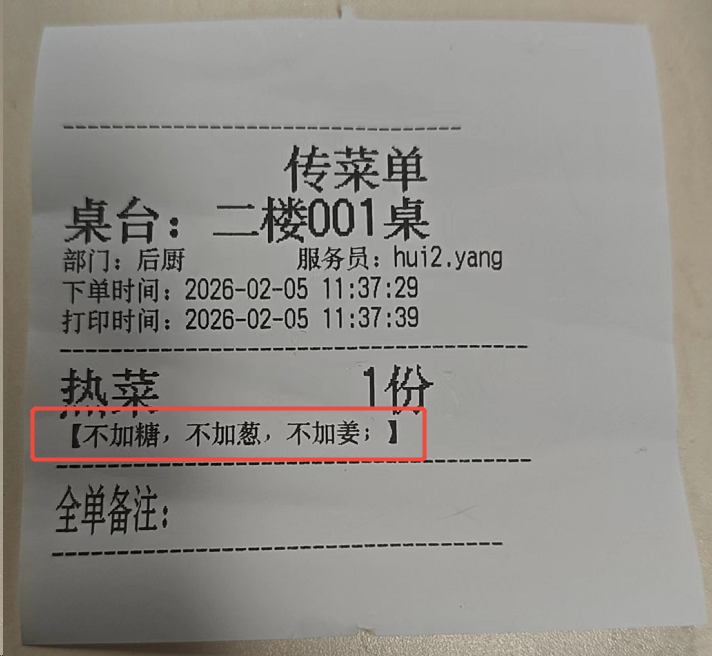 传菜单
桌台：二楼001桌
部门：后厨 服务员：hui2.yang
下单时间：2026-02-05 11:37:29
打印时间：2026-02-05 11:37:39
热菜 1份
【不加糖，不加葱，不加姜；】
全单备注：